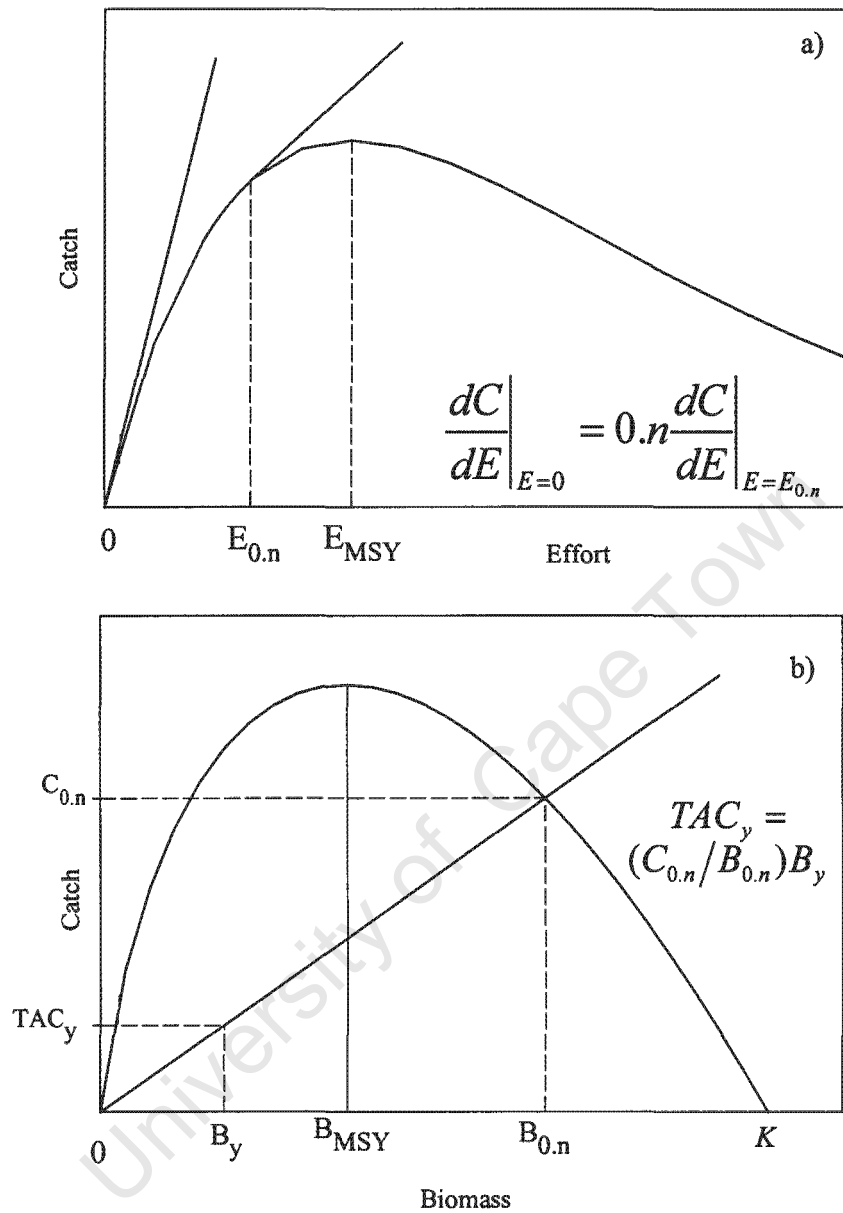 a)
Catch
dC/dE|E=0 = 0.n dC/dE|E=E0.n
0 E0.n EMSY Effort
b)
C0.n
TACy =
(C0.n/B0.n)By
Catch
TACy
0 By BMSY B0.n K
Biomass
University of Cape Town